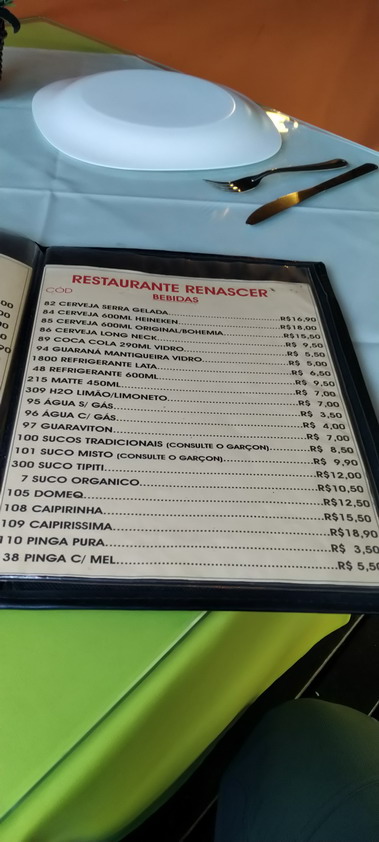 RESTAURANTE RENASCER
CÓD
BEBIDAS
82 CERVEJA SERRA GELADA....................R$16,90
84 CERVEJA 600ML HEINEKEN....................R$18,00
85 CERVEJA 600ML ORIGINAL/BOHEMIA....................R$15,50
86 CERVEJA LONG NECK....................R$ 9,50
89 COCA COLA 290ML VIDRO....................R$ 5,50
94 GUARANÁ MANTIQUEIRA VIDRO....................R$ 5,00
1800 REFRIGERANTE LATA....................R$ 6,50
48 REFRIGERANTE 600ML....................R$ 9,50
215 MATTE 450ML....................R$ 7,00
309 H2O LIMÃO/LIMONETO....................R$ 7,00
95 ÁGUA S/ GÁS....................R$ 3,50
96 ÁGUA C/ GÁS....................R$ 4,00
97 GUARAVITON....................R$ 7,00
100 SUCOS TRADICIONAIS (CONSULTE O GARÇON)....................R$ 8,50
101 SUCO MISTO (CONSULTE O GARÇON)....................R$ 9,90
300 SUCO TIPITI....................R$12,00
7 SUCO ORGANICO....................R$10,50
105 DOMEQ....................R$12,50
108 CAIPIRINHA....................R$15,50
109 CAIPIRISSIMA....................R$18,90
110 PINGA PURA....................R$ 3,50
38 PINGA C/ MEL....................R$ 5,50